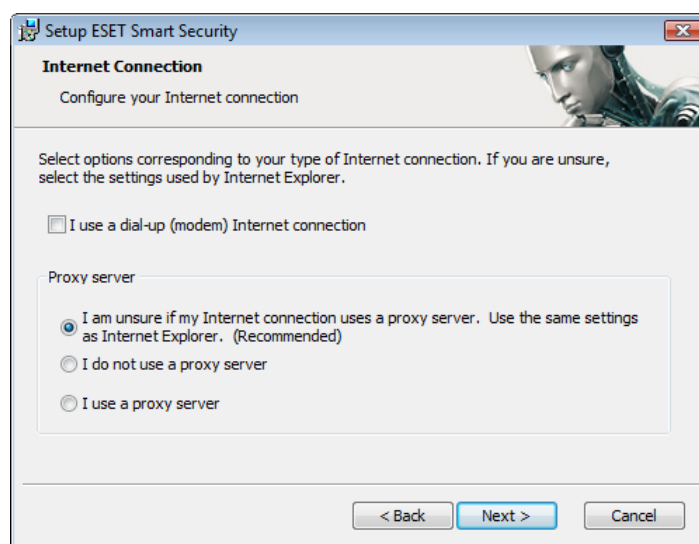 Setup ESET Smart Security
Internet Connection
Configure your Internet connection
Select options corresponding to your type of Internet connection. If you are unsure,
select the settings used by Internet Explorer.
I use a dial-up (modem) Internet connection
Proxy server
I am unsure if my Internet connection uses a proxy server.  Use the same settings
as Internet Explorer.  (Recommended)
I do not use a proxy server
I use a proxy server
< Back
Next >
Cancel